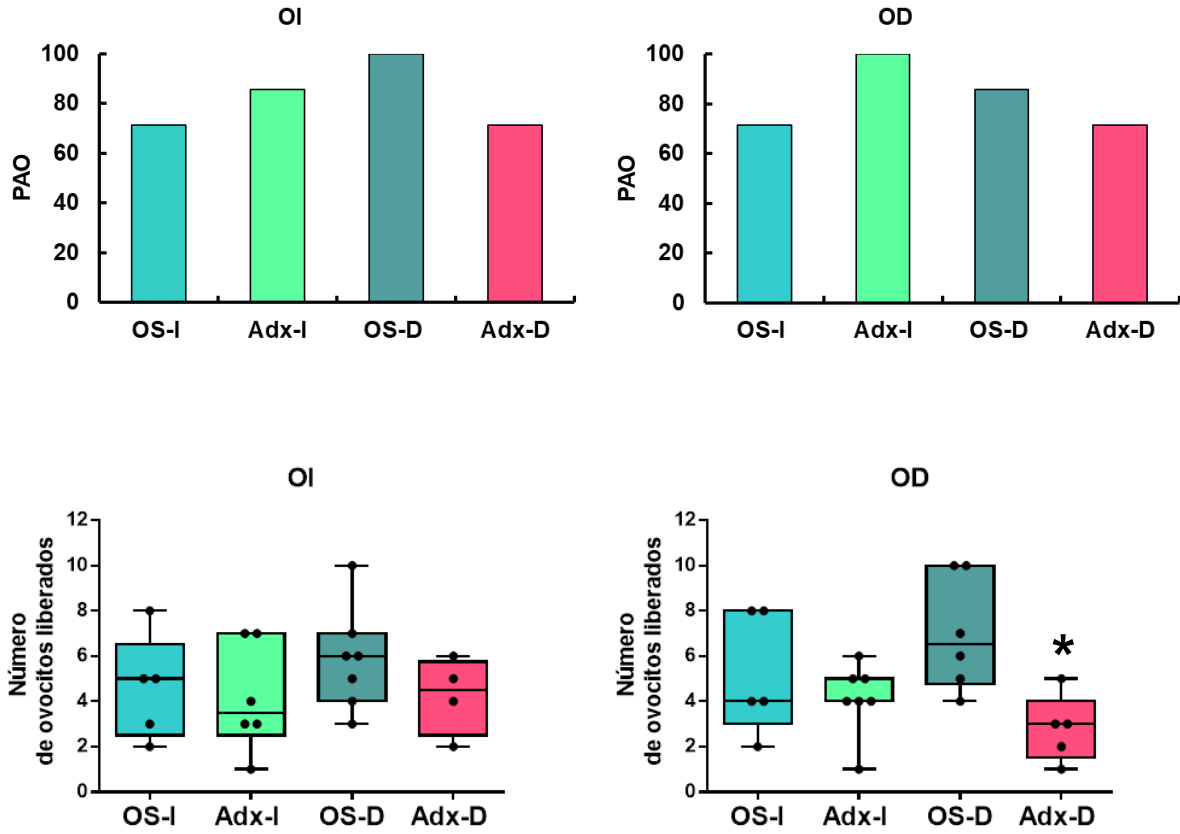 OI
PAO
100
80
60
40
20
0
OS-I Adx-I OS-D Adx-D
OD
PAO
100
80
60
40
20
0
OS-I Adx-I OS-D Adx-D
OI
Número
de ovocitos liberados
12
10
8
6
4
2
0
OS-I Adx-I OS-D Adx-D
OD
Número
de ovocitos liberados
12
10
8
6
4
2
0
*
OS-I Adx-I OS-D Adx-D